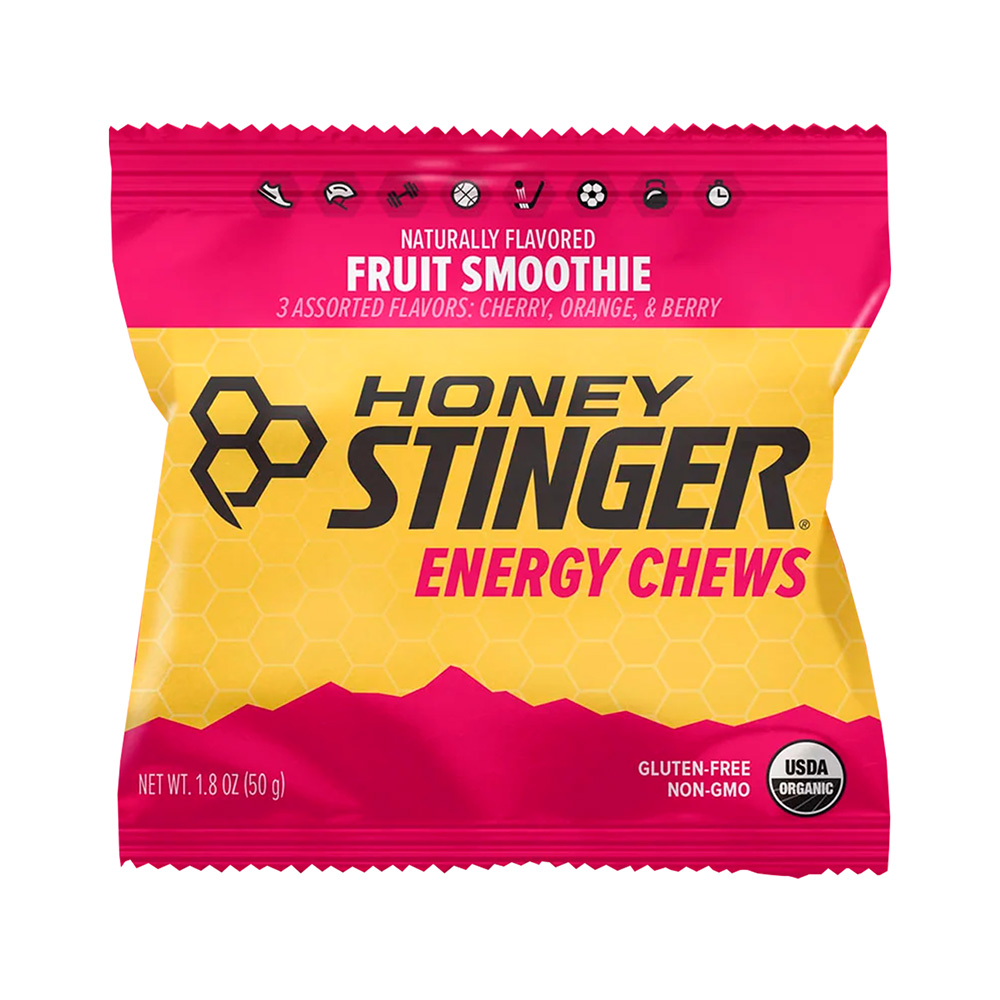 NATURALLY FLAVORED
FRUIT SMOOTHIE
3 ASSORTED FLAVORS: CHERRY, ORANGE, & BERRY
HONEY
STINGER®
ENERGY CHEWS
NET WT. 1.8 OZ (50 g)
GLUTEN-FREE
NON-GMO
USDA
ORGANIC